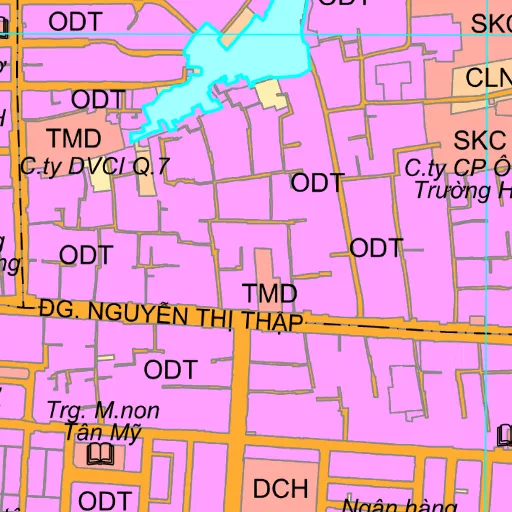 ODT
ODT
SKC
CLN
ODT
TMD
C.ty DVCI Q.7
SKC
C.ty CP Ô
Trường H
ODT
ODT
ODT
TMD
ĐG. NGUYỄN THỊ THẬP
ODT
Trg. M.non
Tân Mỹ
ODT
DCH
Ngân hàng